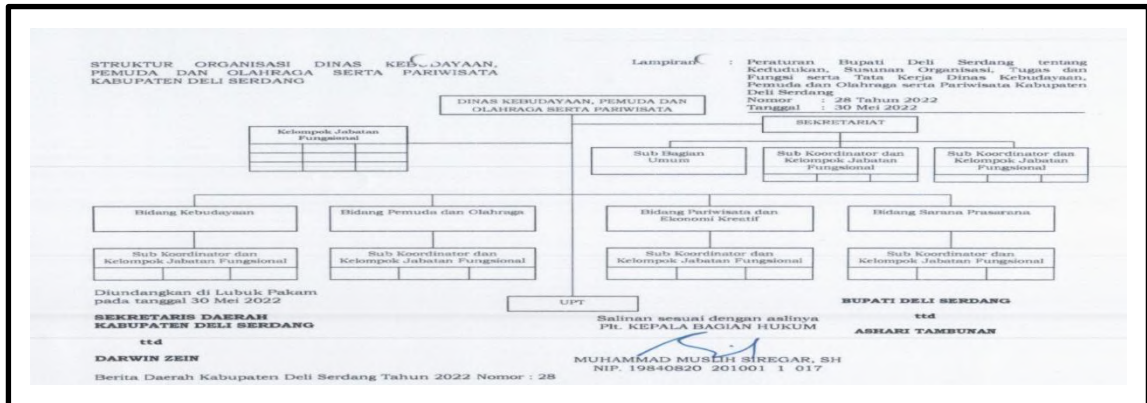 STRUKTUR ORGANISASI DINAS KEBUDAYAAN,
PEMUDA DAN OLAHRAGA SERTA PARIWISATA
KABUPATEN DELI SERDANG
Lampiran : Peraturan Bupati Deli Serdang tentang
Kedudukan, Susunan Organisasi, Tugas dan
Fungsi serta Tata Kerja Dinas Kebudayaan,
Pemuda dan Olahraga serta Pariwisata Kabupaten
Deli Serdang
Nomor : 28 Tahun 2022
Tanggal : 30 Mei 2022
DINAS KEBUDAYAAN, PEMUDA DAN
OLAHRAGA SERTA PARIWISATA
Kelompok Jabatan
Fungsional
SEKRETARIAT
Sub Bagian
Umum
Sub Koordinator dan
Kelompok Jabatan
Fungsional
Sub Koordinator dan
Kelompok Jabatan
Fungsional
Bidang Kebudayaan
Bidang Pemuda dan Olahraga
Bidang Pariwisata dan
Ekonomi Kreatif
Bidang Sarana Prasarana
Sub Koordinator dan
Kelompok Jabatan Fungsional
Sub Koordinator dan
Kelompok Jabatan Fungsional
Sub Koordinator dan
Kelompok Jabatan Fungsional
Sub Koordinator dan
Kelompok Jabatan Fungsional
UPT
Diundangkan di Lubuk Pakam
pada tanggal 30 Mei 2022
SEKRETARIS DAERAH
KABUPATEN DELI SERDANG
ttd
DARWIN ZEIN
Berita Daerah Kabupaten Deli Serdang Tahun 2022 Nomor : 28
Salinan sesuai dengan aslinya
Plt. KEPALA BAGIAN HUKUM
MUHAMMAD MUSLIH SIREGAR, SH
NIP. 19840820 201001 1 017
BUPATI DELI SERDANG
ttd
ASHARI TAMBUNAN